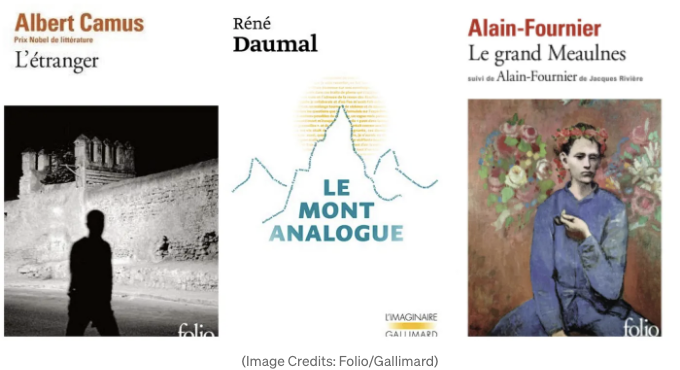 Albert Camus
Prix Nobel de littérature
L'étranger
folio
Réné
Daumal
LE
MONT
ANALOGUE
L'IMAGINAIRE
GALLIMARD
Alain-Fournier
Le grand Meaulnes
suivi de Alain-Fournier de Jacques Rivière
folio
(Image Credits: Folio/Gallimard)